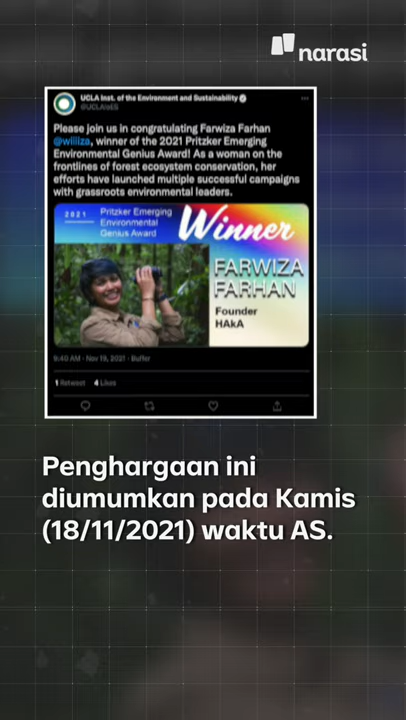 narasi
UCLA Inst. of the Environment and Sustainability
@UCLAIoES
Please join us in congratulating Farwiza Farhan
@wiiiza, winner of the 2021 Pritzker Emerging
Environmental Genius Award! As a woman on the
frontlines of forest ecosystem conservation, her
efforts have launched multiple successful campaigns
with grassroots environmental leaders.
2021
Pritzker Emerging
Environmental
Genius Award
Winner
FARWIZA
FARHAN
Founder
HAkA
9:40 AM · Nov 19, 2021 · Buffer
1 Retweet 4 Likes
Penghargaan ini
diumumkan pada Kamis
(18/11/2021) waktu AS.